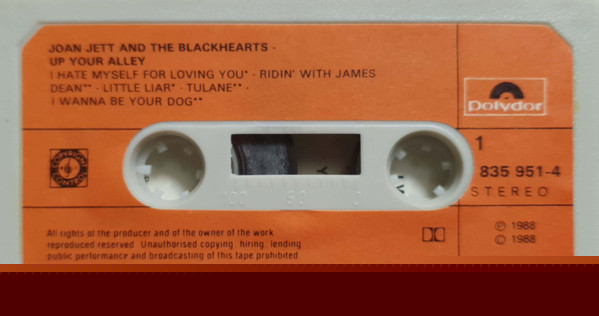 JOAN JETT AND THE BLACKHEARTS -
UP YOUR ALLEY
I HATE MYSELF FOR LOVING YOU* · RIDIN' WITH JAMES
DEAN** · LITTLE LIAR* · TULANE** ·
I WANNA BE YOUR DOG**
polydor
1
835 951-4
STEREO
COPYRIGHT CONTROL
100 50 0
All rights of the producer and of the owner of the work
reproduced reserved. Unauthorised copying, hiring, lending
public performance and broadcasting of this tape prohibited
℗ 1988
© 1988